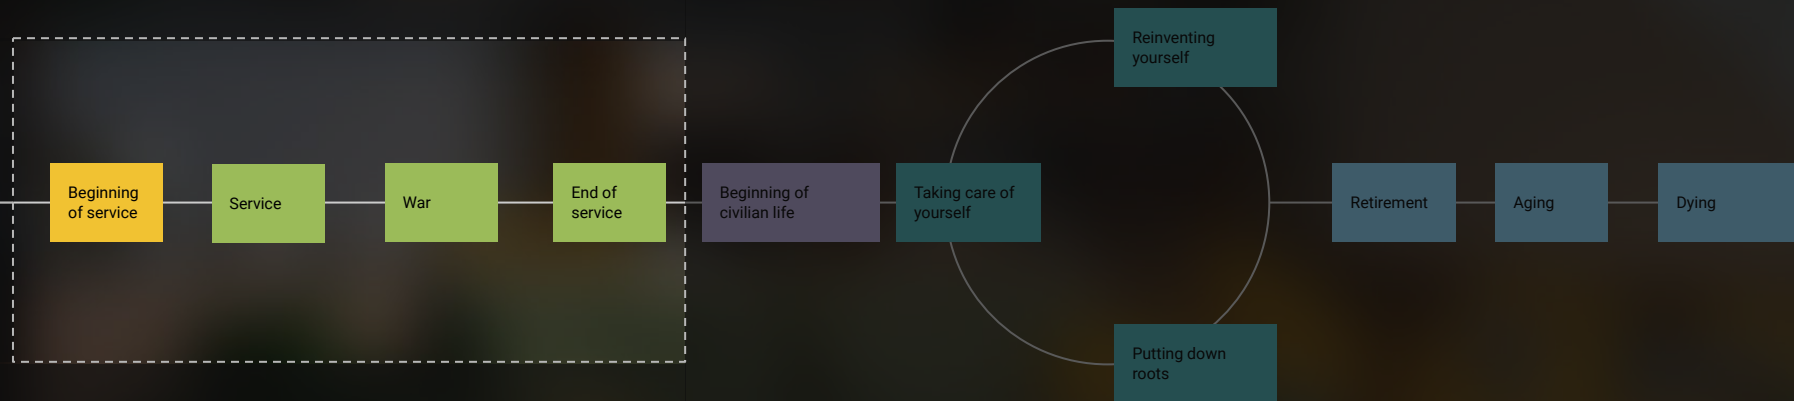 Beginning
of service
Service
War
End of
service
Beginning of
civilian life
Taking care of
yourself
Reinventing
yourself
Putting down
roots
Retirement
Aging
Dying